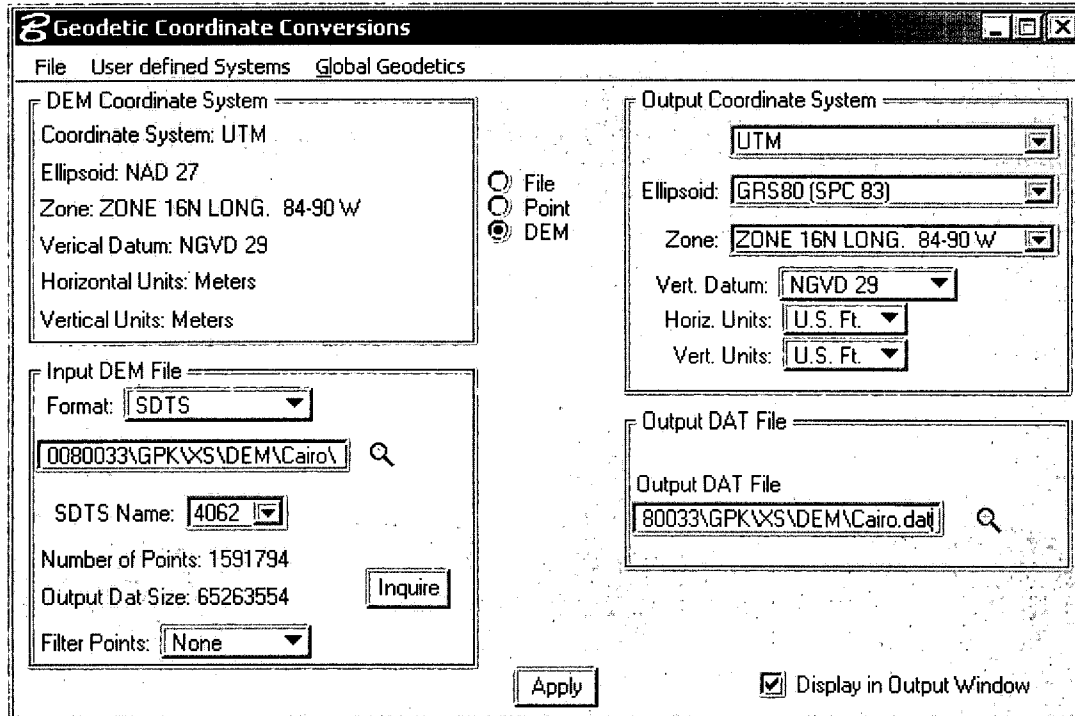 Geodetic Coordinate Conversions
File User defined Systems Global Geodetics
DEM Coordinate System
Coordinate System: UTM
Ellipsoid: NAD 27
Zone: ZONE 16N LONG. 84-90 W
Verical Datum: NGVD 29
Horizontal Units: Meters
Vertical Units: Meters
File
Point
DEM
Output Coordinate System
UTM
Ellipsoid: GRS80 (SPC 83)
Zone: ZONE 16N LONG. 84-90 W
Vert. Datum: NGVD 29
Horiz. Units: U.S. Ft.
Vert. Units: U.S. Ft.
Input DEM File
Format: SDTS
0080033\GPK\XS\DEM\Cairo\
SDTS Name: 4062
Number of Points: 1591794
Output Dat Size: 65263554
Inquire
Filter Points: None
Output DAT File
Output DAT File
80033\GPK\XS\DEM\Cairo.dat
Apply
Display in Output Window